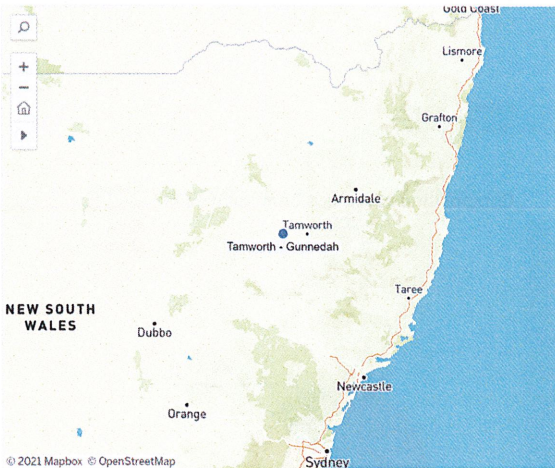 Gold Coast
Lismore
Grafton
Armidale
Tamworth
Tamworth - Gunnedah
Taree
NEW SOUTH
WALES
Dubbo
Newcastle
Orange
© 2021 Mapbox © OpenStreetMap
Sydney